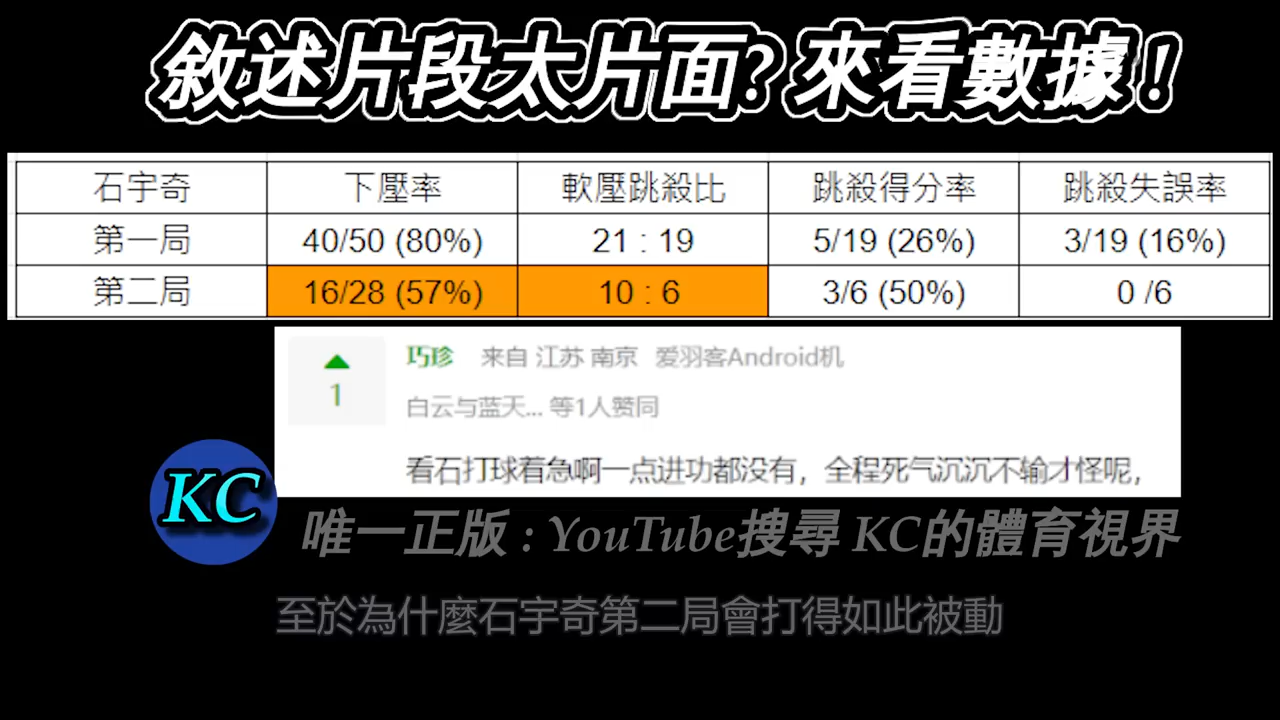 敘述片段太片面? 來看數據!
石宇奇 下壓率 軟壓跳殺比 跳殺得分率 跳殺失誤率
第一局 40/50 (80%) 21 : 19 5/19 (26%) 3/19 (16%)
第二局 16/28 (57%) 10 : 6 3/6 (50%) 0 /6
巧珍 来自 江苏 南京 爱羽客Android机
1
白云与蓝天... 等1人赞同
看石打球着急啊一点进功都没有，全程死气沉沉不输才怪呢，
KC
唯一正版 : YouTube搜尋 KC的體育視界
至於為什麼石宇奇第二局會打得如此被動